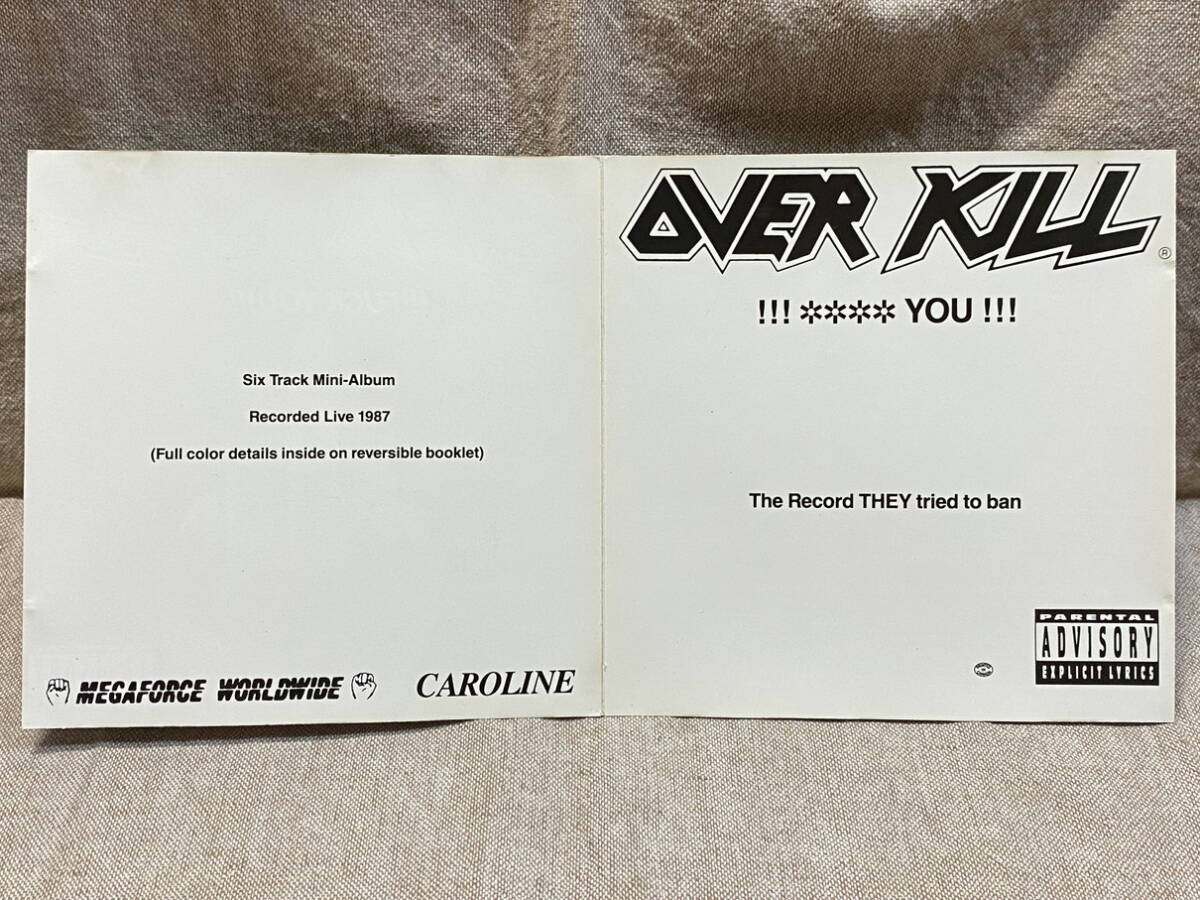 Six Track Mini-Album
Recorded Live 1987
(Full color details inside on reversible booklet)
MEGAFORCE WORLDWIDE
CAROLINE
OVER KILL
®
!!! ✲✲✲✲ YOU !!!
The Record THEY tried to ban
PARENTAL
ADVISORY
EXPLICIT LYRICS